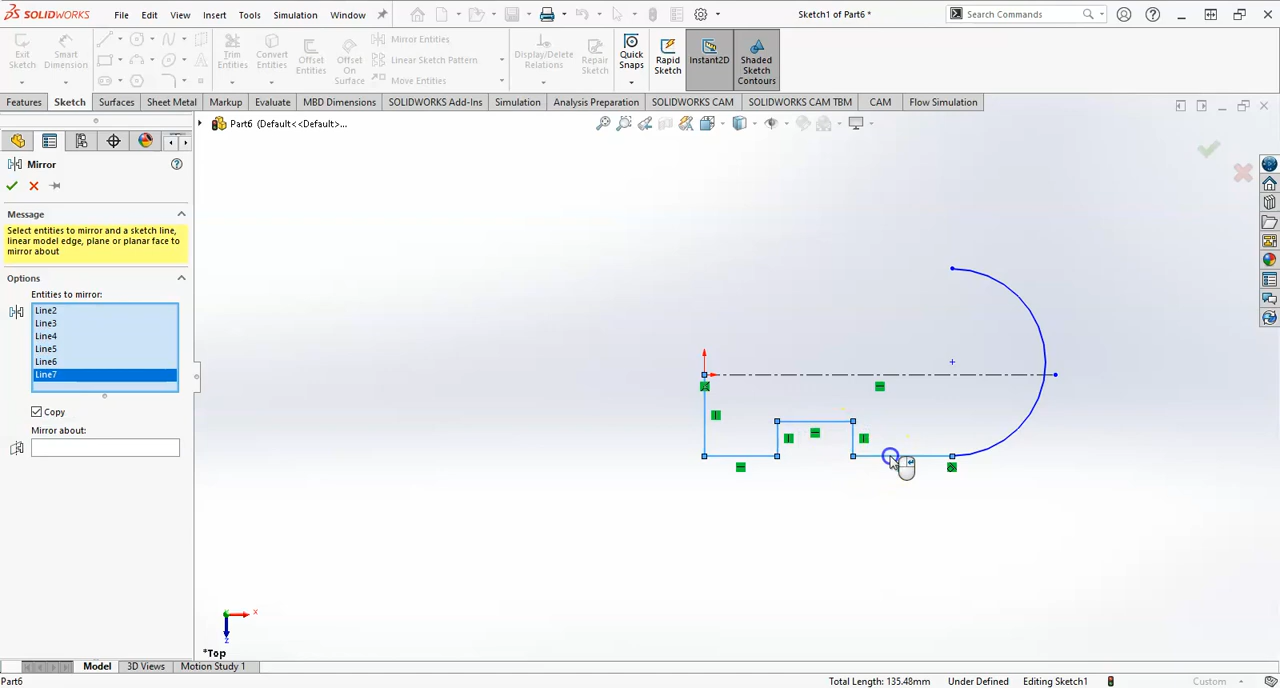 SOLIDWORKS File Edit View Insert Tools Simulation Window Sketch1 of Part6 * Search Commands
Exit Sketch
Smart Dimension
Trim Entities
Convert Entities
Offset Entities
Offset On Surface
Mirror Entities
Linear Sketch Pattern
Move Entities
Display/Delete Relations
Repair Sketch
Quick Snaps
Rapid Sketch
Instant2D
Shaded Sketch Contours
Features Sketch Surfaces Sheet Metal Markup Evaluate MBD Dimensions SOLIDWORKS Add-Ins Simulation Analysis Preparation SOLIDWORKS CAM SOLIDWORKS CAM TBM CAM Flow Simulation
Part6 (Default<<Default>...
Mirror
Message
Select entities to mirror and a sketch line,
linear model edge, plane or planar face to
mirror about
Options
Entities to mirror:
Line2
Line3
Line4
Line5
Line6
Line7
Copy
Mirror about:
X
Z
*Top
Model 3D Views Motion Study 1
Part6 Total Length: 135.48mm Under Defined Editing Sketch1 Custom